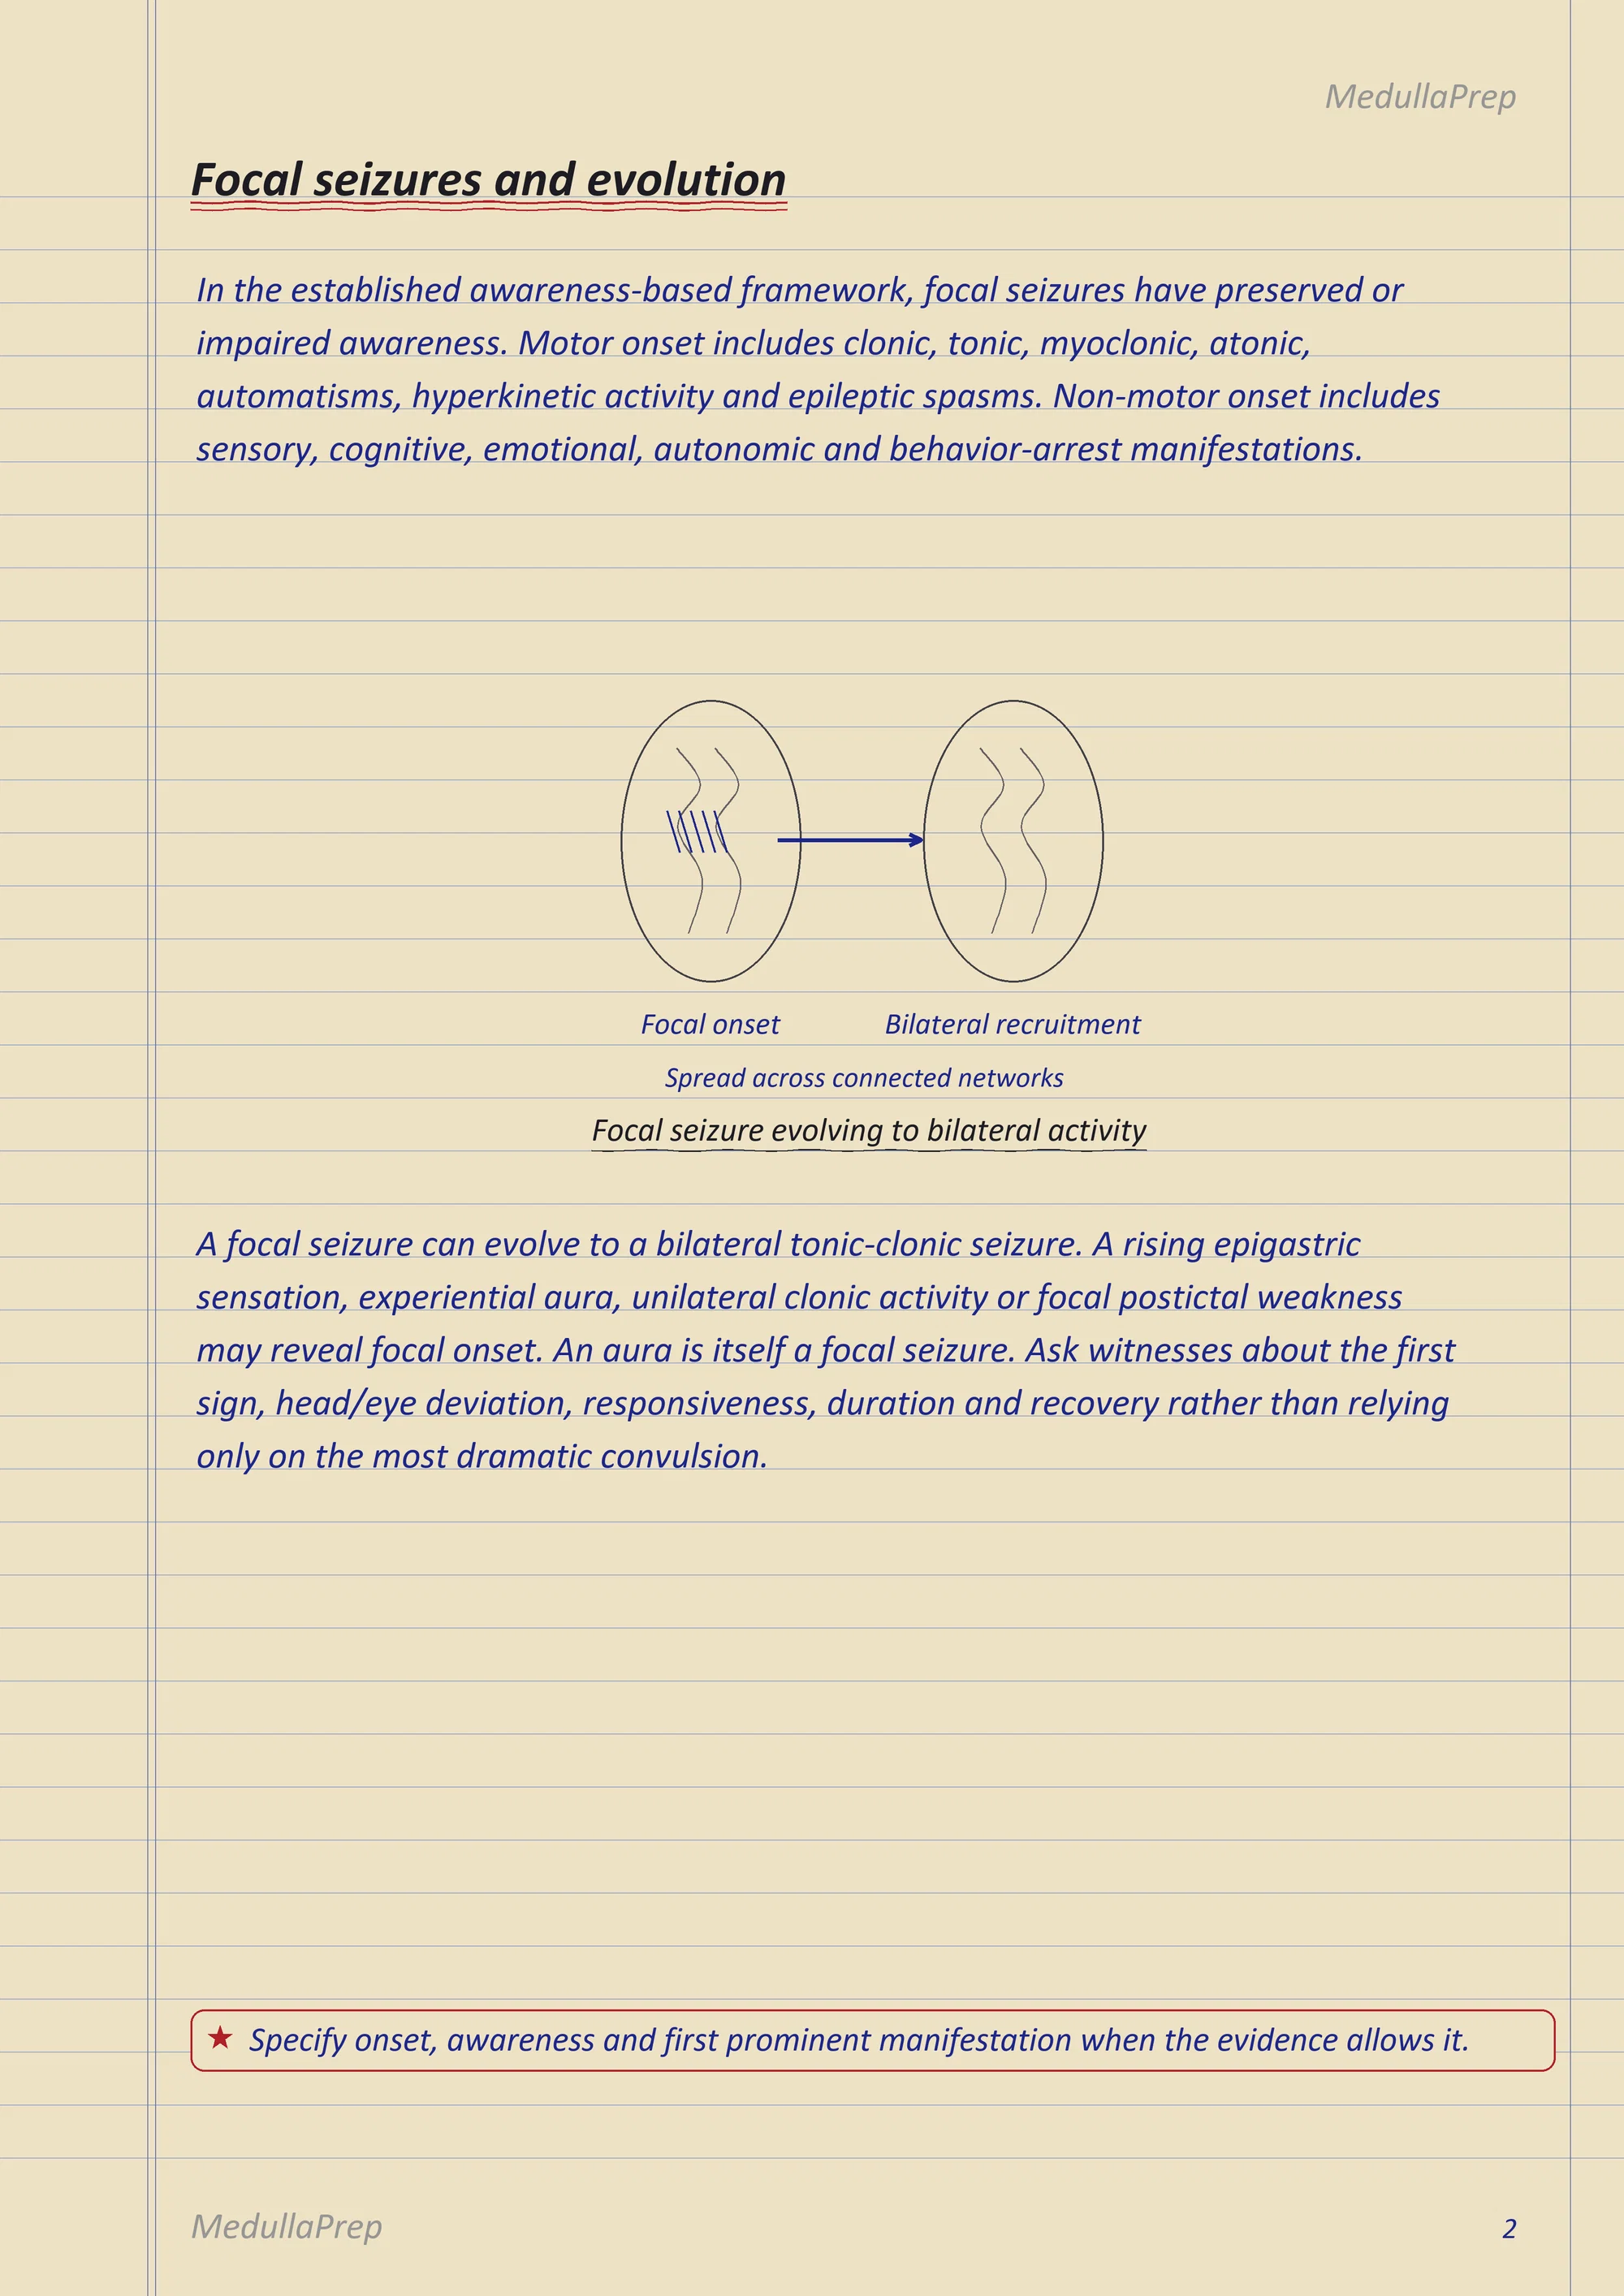 MedullaPrep
Focal seizures and evolution
In the established awareness-based framework, focal seizures have preserved or
impaired awareness. Motor onset includes clonic, tonic, myoclonic, atonic,
automatisms, hyperkinetic activity and epileptic spasms. Non-motor onset includes
sensory, cognitive, emotional, autonomic and behavior-arrest manifestations.
Focal onset
Bilateral recruitment
Spread across connected networks
Focal seizure evolving to bilateral activity
A focal seizure can evolve to a bilateral tonic-clonic seizure. A rising epigastric
sensation, experiential aura, unilateral clonic activity or focal postictal weakness
may reveal focal onset. An aura is itself a focal seizure. Ask witnesses about the first
sign, head/eye deviation, responsiveness, duration and recovery rather than relying
only on the most dramatic convulsion.
★ Specify onset, awareness and first prominent manifestation when the evidence allows it.
MedullaPrep
2